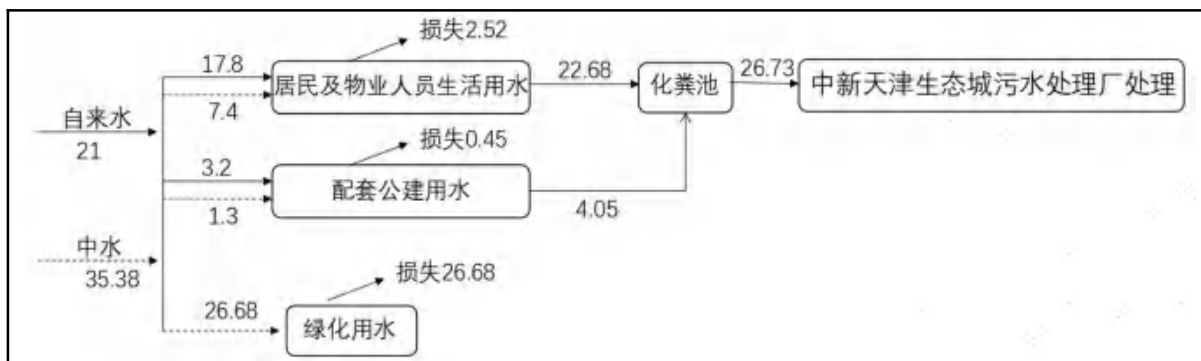 损失2.52
17.8
居民及物业人员生活用水
22.68
化粪池
26.73
中新天津生态城污水处理厂处理
7.4
自来水
21
损失0.45
3.2
配套公建用水
4.05
1.3
中水
35.38
损失26.68
26.68
绿化用水